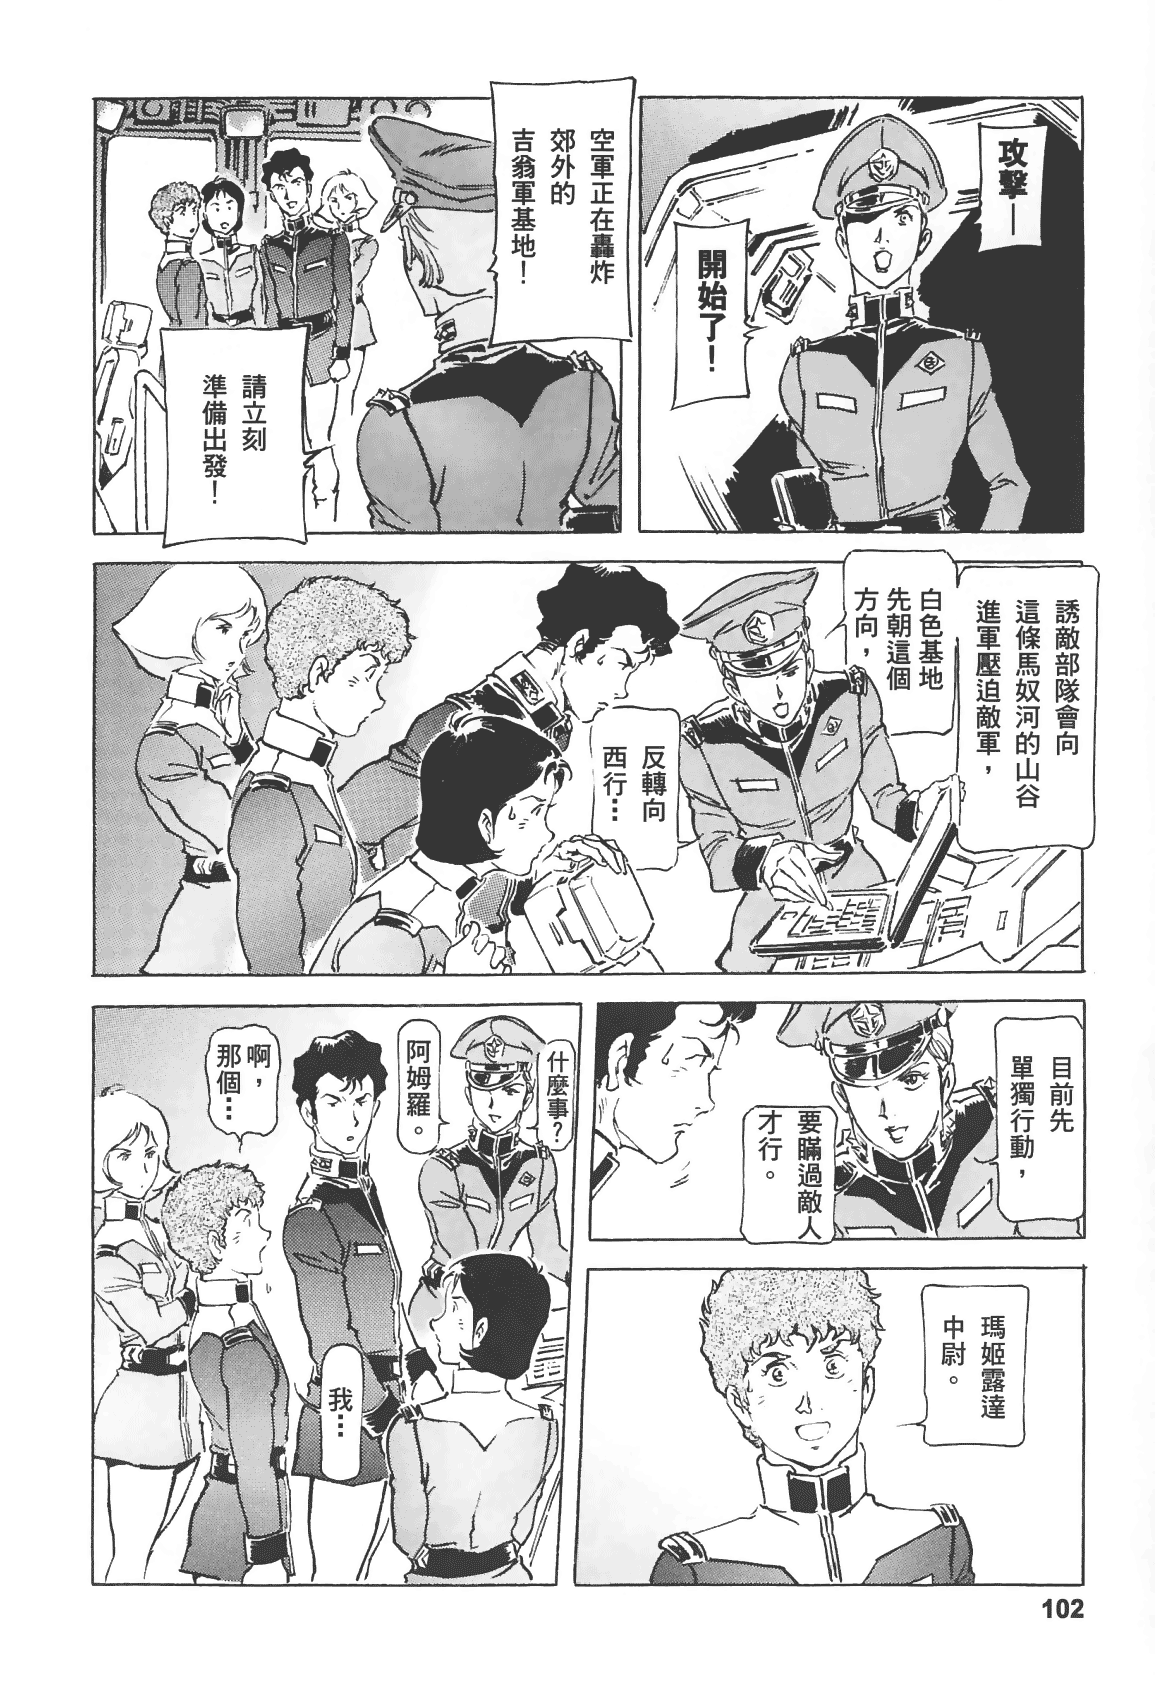 攻擊—
開始了！
空軍正在轟炸
郊外的
吉翁軍基地！
請立刻
準備出發！
誘敵部隊會向
這條馬奴河的山谷
進軍壓迫敵軍，
白色基地
先朝這個
方向，
反轉向
西行…
目前先
單獨行動，
要瞞過敵人
才行。
瑪姬露達
中尉。
什麼事？
阿姆羅。
啊，
那個…
我…
102